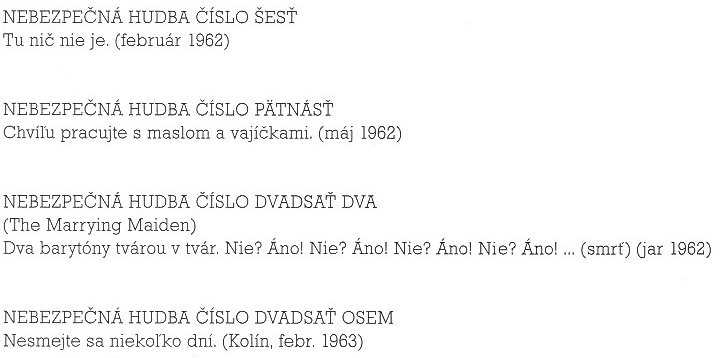 NEBEZPEČNÁ HUDBA ČÍSLO ŠESŤ
Tu nič nie je. (február 1962)
NEBEZPEČNÁ HUDBA ČÍSLO PÄTNÁSŤ
Chvíľu pracujte s maslom a vajíčkami. (máj 1962)
NEBEZPEČNÁ HUDBA ČÍSLO DVADSAŤ DVA
(The Marrying Maiden)
Dva barytóny tvárou v tvár. Nie? Áno! Nie? Áno! Nie? Áno! Nie? Áno! ... (smrť) (jar 1962)
NEBEZPEČNÁ HUDBA ČÍSLO DVADSAŤ OSEM
Nesmejte sa niekoľko dní. (Kolín, febr. 1963)